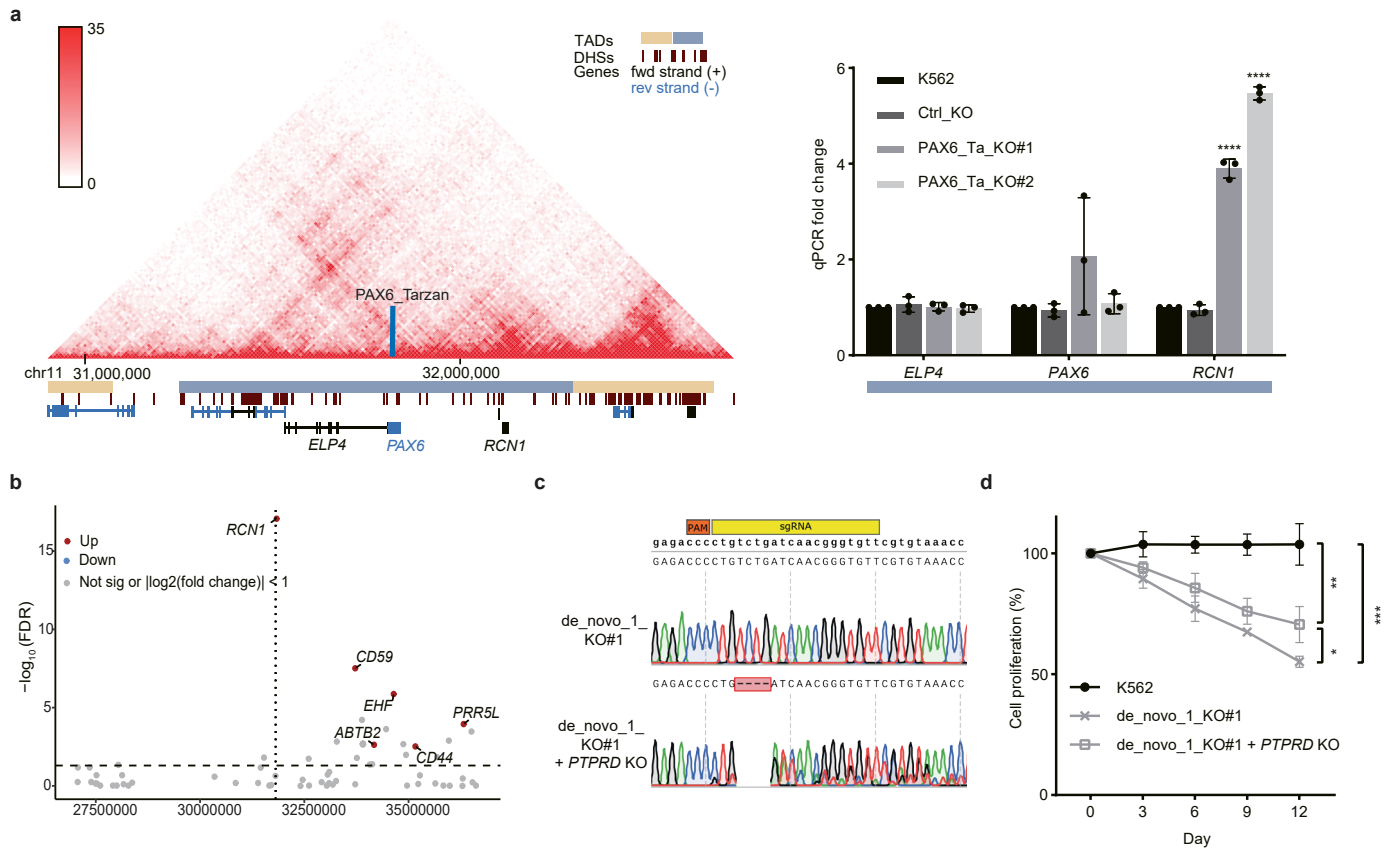 a
35
0
TADs
DHSs
Genes fwd strand (+)
rev strand (-)
PAX6_Tarzan
chr11 31,000,000 32,000,000
ELP4 PAX6 RCN1
qPCR fold change
6
4
2
0
K562
Ctrl_KO
PAX6_Ta_KO#1
PAX6_Ta_KO#2
****
****
ELP4 PAX6 RCN1
b
−log10 (FDR)
15
10
5
0
RCN1
Up
Down
Not sig or |log2(fold change)| < 1
CD59
EHF
PRR5L
ABTB2
CD44
27500000 30000000 32500000 35000000
c
PAM sgRNA
gagacccctgtctgatcaacgggtgttcgtgtaaacc
GAGACCCCTGTCTGATCAACGGGTGTTCGTGTAAACC
de_novo_1_
KO#1
GAGACCCCTG-----ATCAACGGGTGTTCGTGTAAACC
de_novo_1_
KO#1
+ PTPRD KO
d
Cell proliferation (%)
100
50
0
**
*
***
K562
de_novo_1_KO#1
de_novo_1_KO#1 + PTPRD KO
0 3 6 9 12
Day